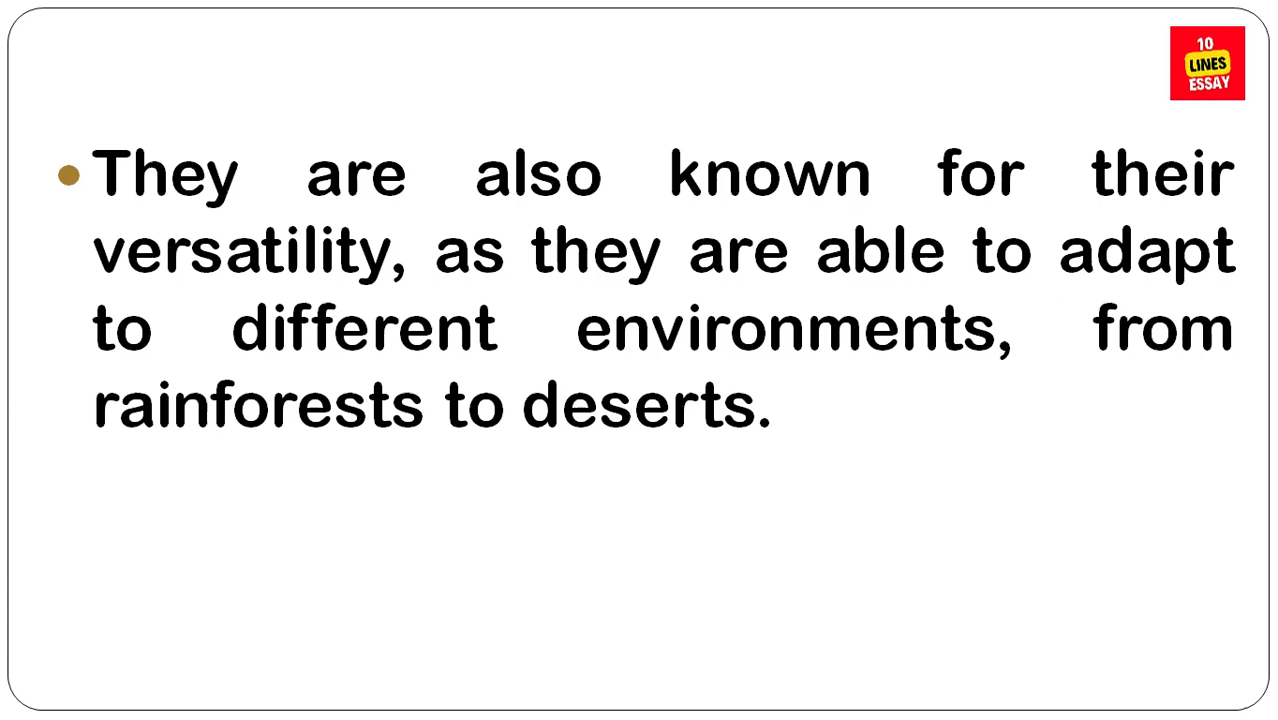 10
LINES
ESSAY
• They are also known for their
versatility, as they are able to adapt
to different environments, from
rainforests to deserts.